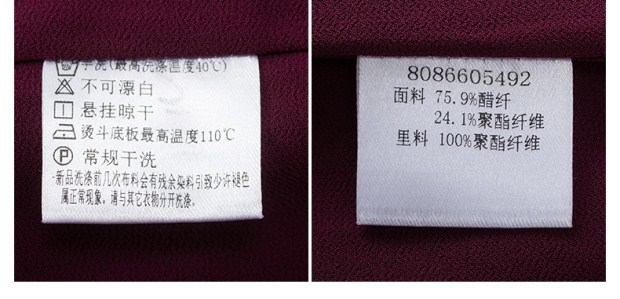 手洗(最高洗涤温度40℃)
不可漂白
悬挂晾干
烫斗底板最高温度110℃
Ⓟ 常规干洗
·新品洗涤前几次布料会有残余染料引致少许褪色
属正常现象，请与其它衣物分开洗涤。
8086605492
面料 75.9%醋纤
24.1%聚酯纤维
里料 100%聚酯纤维